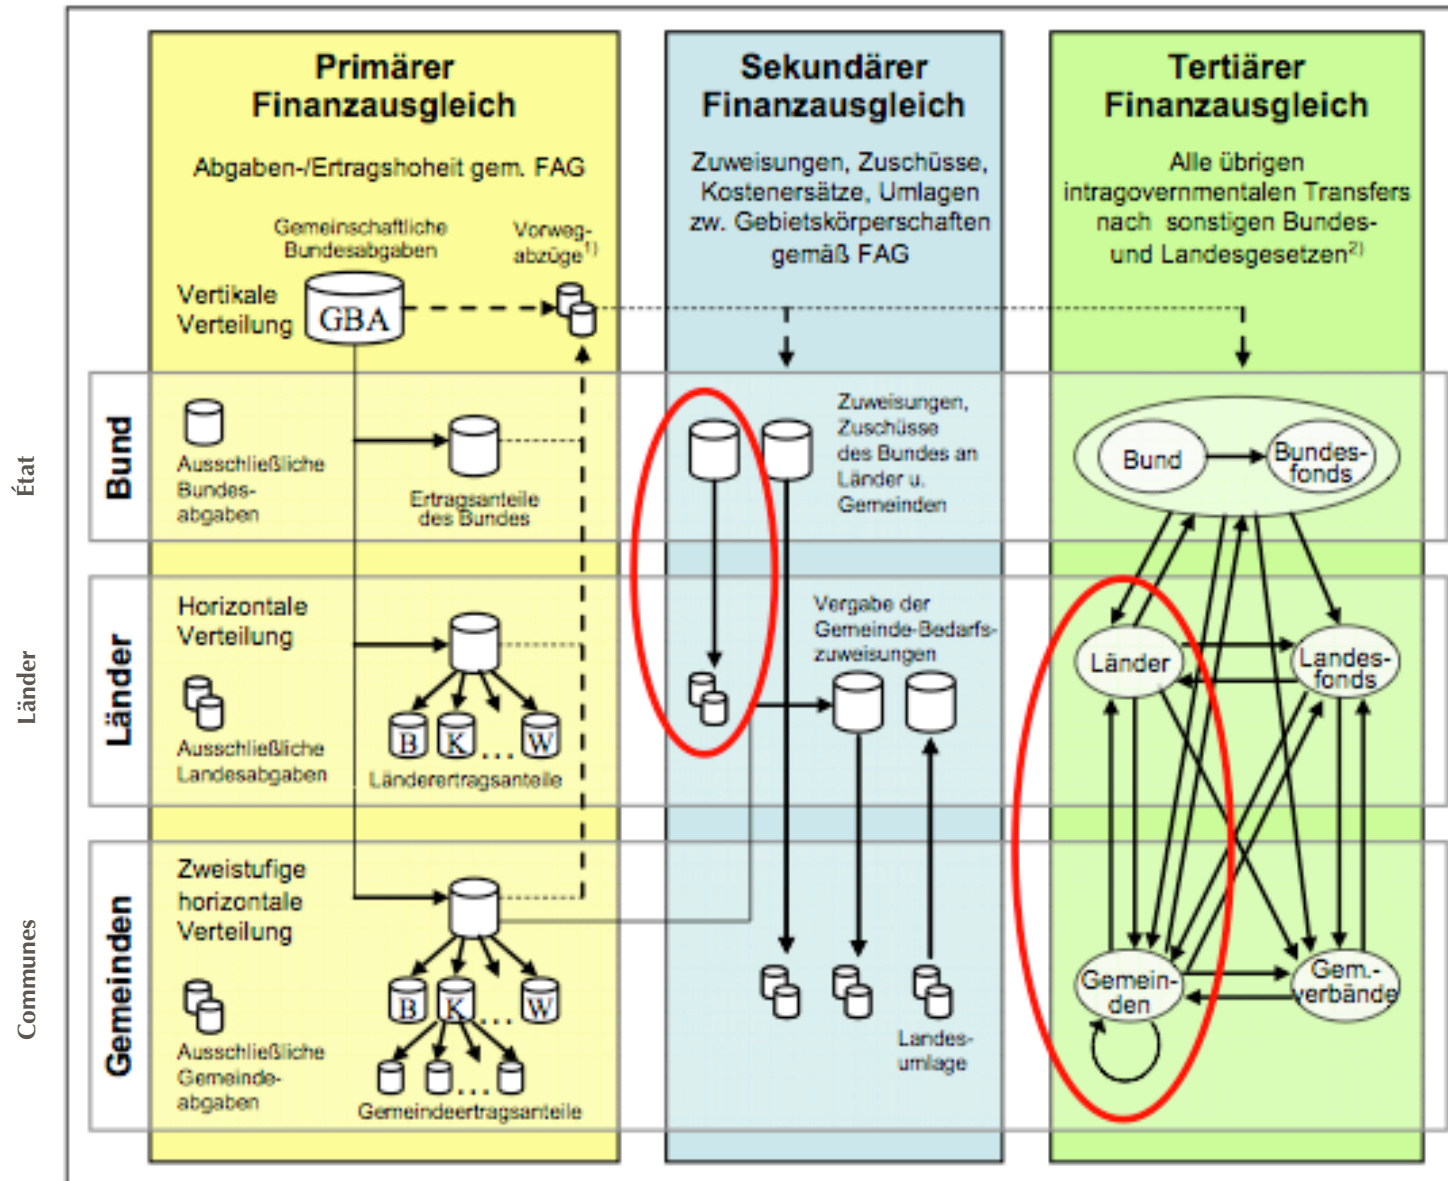 Primärer
Finanzausgleich
Abgaben-/Ertragshoheit gem. FAG
Gemeinschaftliche
Bundesabgaben
Vorweg-
abzüge1)
Vertikale
Verteilung
GBA
Sekundärer
Finanzausgleich
Zuweisungen, Zuschüsse,
Kostenersätze, Umlagen
zw. Gebietskörperschaften
gemäß FAG
Tertiärer
Finanzausgleich
Alle übrigen
intragovernmentalen Transfers
nach sonstigen Bundes-
und Landesgesetzen2)
État
Bund
Ausschließliche
Bundes-
abgaben
Ertragsanteile
des Bundes
Zuweisungen,
Zuschüsse
des Bundes an
Länder u.
Gemeinden
Bund
Bundes-
fonds
Länder
Länder
Horizontale
Verteilung
Ausschließliche
Landesabgaben
B
K
...
W
Länderertragsanteile
Vergabe der
Gemeinde-Bedarfs-
zuweisungen
Länder
Landes-
fonds
Communes
Gemeinden
Zweistufige
horizontale
Verteilung
Ausschließliche
Gemeinde-
abgaben
B
K
...
W
...
Gemeindeertragsanteile
Landes-
umlage
Gemein-
den
Gem.-
verbände